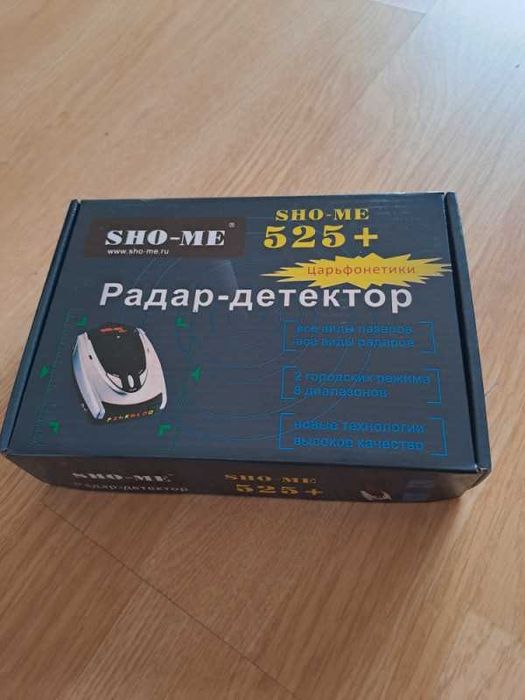 SHO-ME®
www.sho-me.ru
SHO-ME
525+
Царьфонетики
Радар-детектор
все виды лазеров
все виды радаров
2 городских режима
8 диапазонов
новые технологии
высокое качество
SHO-ME
Радар-детектор
SHO ME
525+